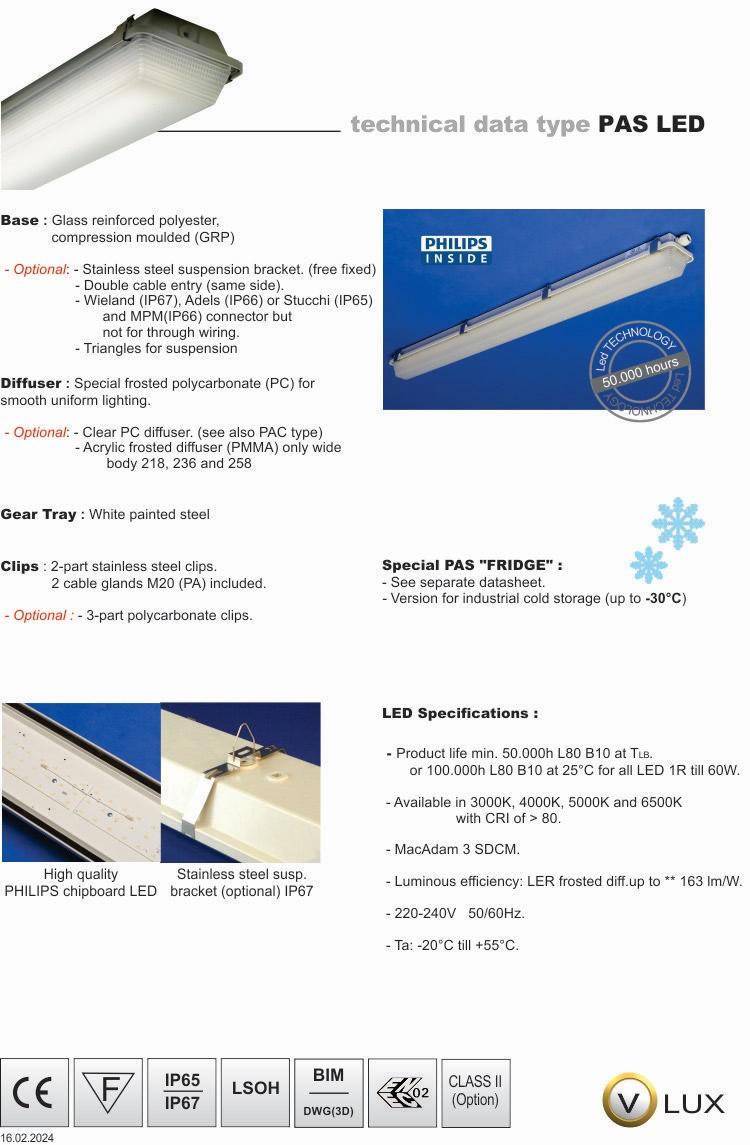 technical data type PAS LED
Base : Glass reinforced polyester,
compression moulded (GRP)
- Optional: - Stainless steel suspension bracket. (free fixed)
- Double cable entry (same side).
- Wieland (IP67), Adels (IP66) or Stucchi (IP65)
and MPM(IP66) connector but
not for through wiring.
- Triangles for suspension
Diffuser : Special frosted polycarbonate (PC) for
smooth uniform lighting.
- Optional: - Clear PC diffuser. (see also PAC type)
- Acrylic frosted diffuser (PMMA) only wide
body 218, 236 and 258
Gear Tray : White painted steel
Clips : 2-part stainless steel clips.
2 cable glands M20 (PA) included.
- Optional : - 3-part polycarbonate clips.
PHILIPS
INSIDE
Led TECHNOLOGY
50.000 hours
Led TECHNOLOGY
Special PAS "FRIDGE" :
- See separate datasheet.
- Version for industrial cold storage (up to -30°C)
High quality
PHILIPS chipboard LED
Stainless steel susp.
bracket (optional) IP67
LED Specifications :
- Product life min. 50.000h L80 B10 at TLB.
or 100.000h L80 B10 at 25°C for all LED 1R till 60W.
- Available in 3000K, 4000K, 5000K and 6500K
with CRI of > 80.
- MacAdam 3 SDCM.
- Luminous efficiency: LER frosted diff.up to ** 163 lm/W.
- 220-240V 50/60Hz.
- Ta: -20°C till +55°C.
CE
F
IP65
IP67
LSOH
BIM
DWG(3D)
02
CLASS II
(Option)
V LUX
16.02.2024